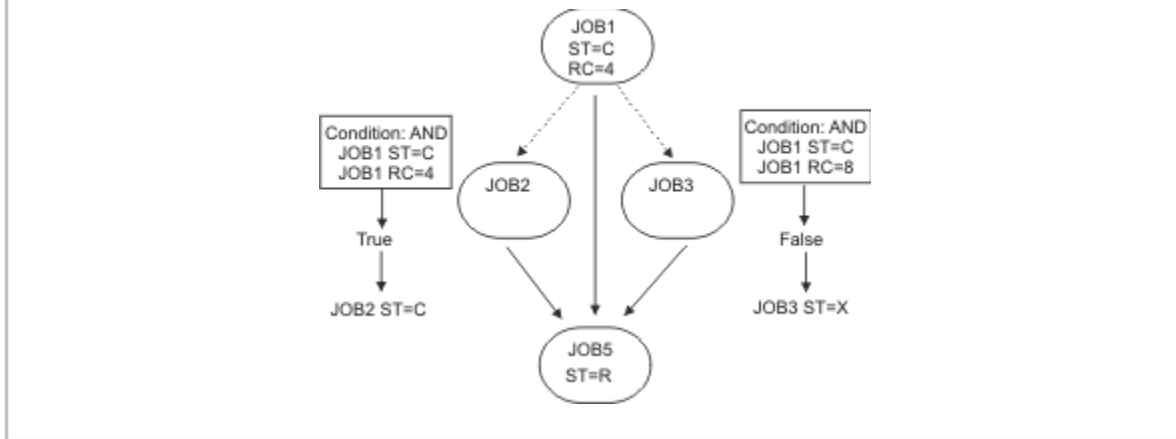 JOB1
ST=C
RC=4
Condition: AND
JOB1 ST=C
JOB1 RC=4
Condition: AND
JOB1 ST=C
JOB1 RC=8
JOB2
JOB3
True
False
JOB2 ST=C
JOB3 ST=X
JOB5
ST=R